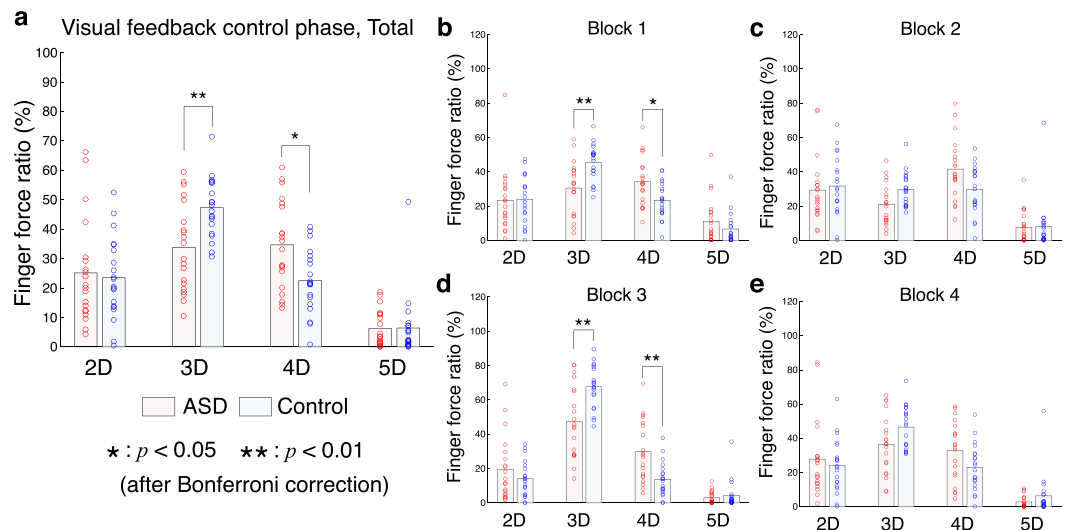 a
Visual feedback control phase, Total
Finger force ratio (%)
100
90
80
70
60
50
40
30
20
10
0
**
*
2D 3D 4D 5D
ASD Control
* : p < 0.05 ** : p < 0.01
(after Bonferroni correction)
b
Block 1
Finger force ratio (%)
120
100
80
60
40
20
0
**
*
2D 3D 4D 5D
c
Block 2
Finger force ratio (%)
120
100
80
60
40
20
0
2D 3D 4D 5D
d
Block 3
Finger force ratio (%)
120
100
80
60
40
20
0
**
**
2D 3D 4D 5D
e
Block 4
Finger force ratio (%)
120
100
80
60
40
20
0
2D 3D 4D 5D